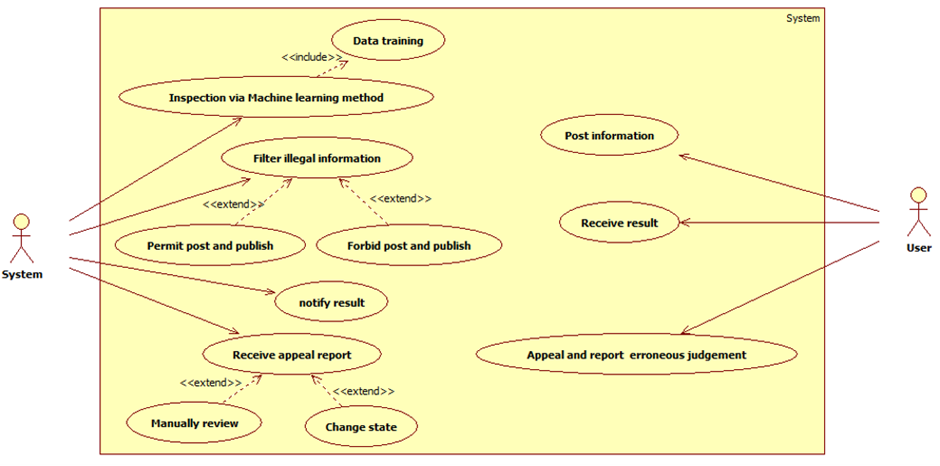 System
Data training
<<include>>
Inspection via Machine learning method
Post information
Filter illegal information
<<extend>>
<<extend>>
Permit post and publish
Forbid post and publish
Receive result
System
User
notify result
Receive appeal report
Appeal and report erroneous judgement
<<extend>>
<<extend>>
Manually review
Change state